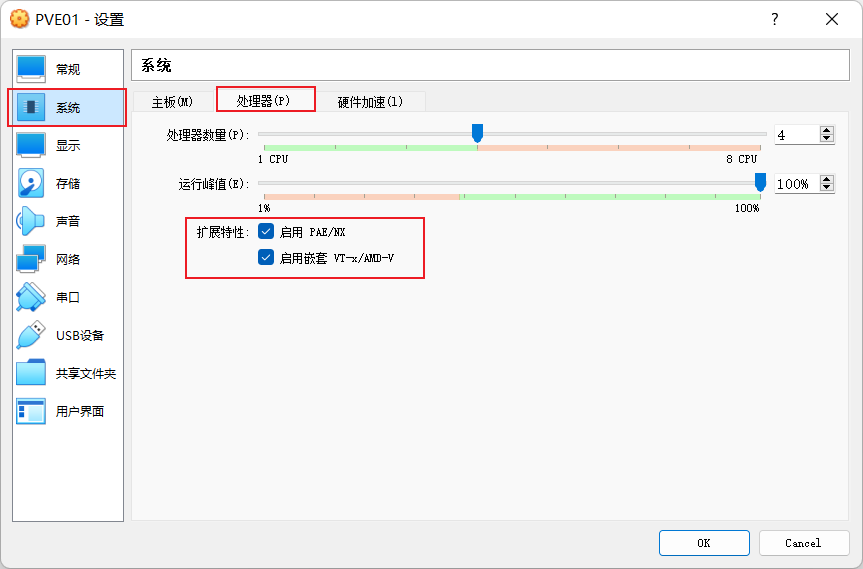 PVE01 - 设置
?
常规
系统
显示
存储
声音
网络
串口
USB设备
共享文件夹
用户界面
系统
主板(M)
处理器(P)
硬件加速(l)
处理器数量(P):
4
1 CPU
8 CPU
运行峰值(E):
100%
1%
100%
扩展特性:
启用 PAE/NX
启用嵌套 VT-x/AMD-V
OK
Cancel